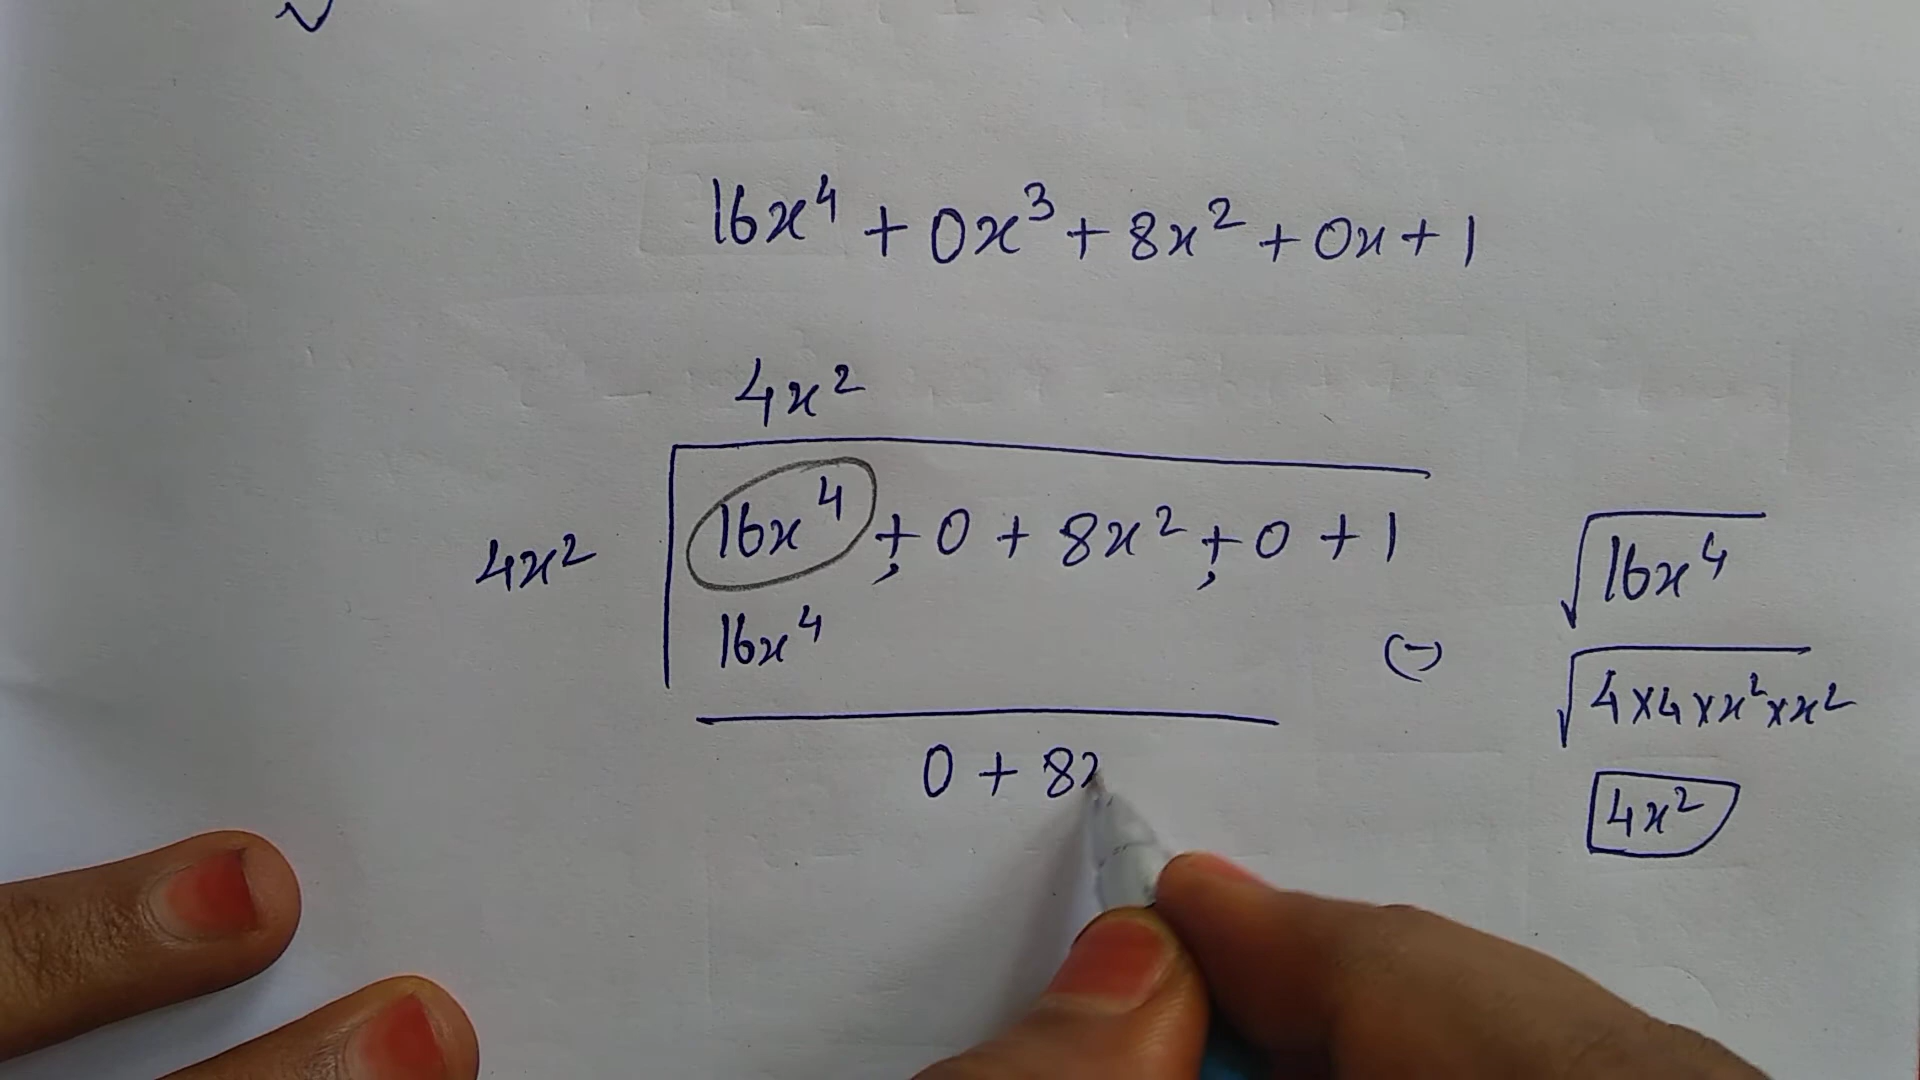 16x⁴ + 0x³ + 8x² + 0x + 1
4x²
4x² 16x⁴ + 0 + 8x² + 0 + 1
, ,
16x⁴ (-)
0 + 8x
√16x⁴
√4×4×x²×x²
4x²